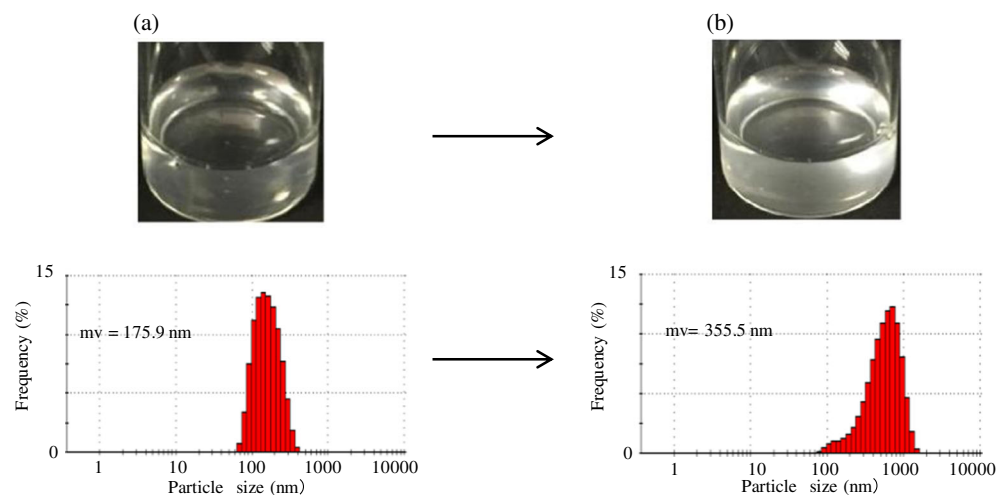 (a)
(b)
15
Frequency (%)
mv = 175.9 nm
0
1
10
100
1000
10000
Particle size (nm)
15
Frequency (%)
mv= 355.5 nm
0
1
10
100
1000
10000
Particle size (nm)